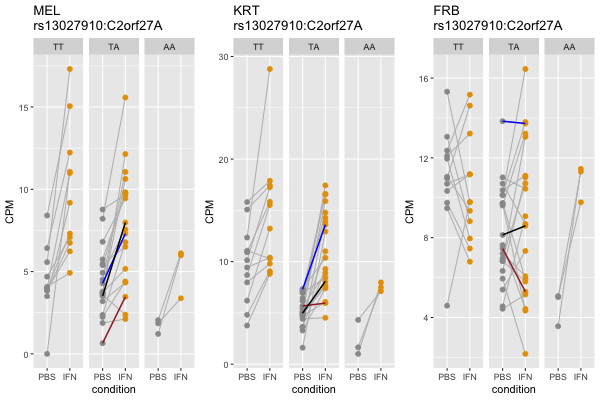 MEL
rs13027910:C2orf27A
TT TA AA
CPM
15
10
5
0
PBS IFN PBS IFN PBS IFN
condition
KRT
rs13027910:C2orf27A
TT TA AA
CPM
30
20
10
0
PBS IFN PBS IFN PBS IFN
condition
FRB
rs13027910:C2orf27A
TT TA AA
CPM
16
12
8
4
PBS IFN PBS IFN PBS IFN
condition